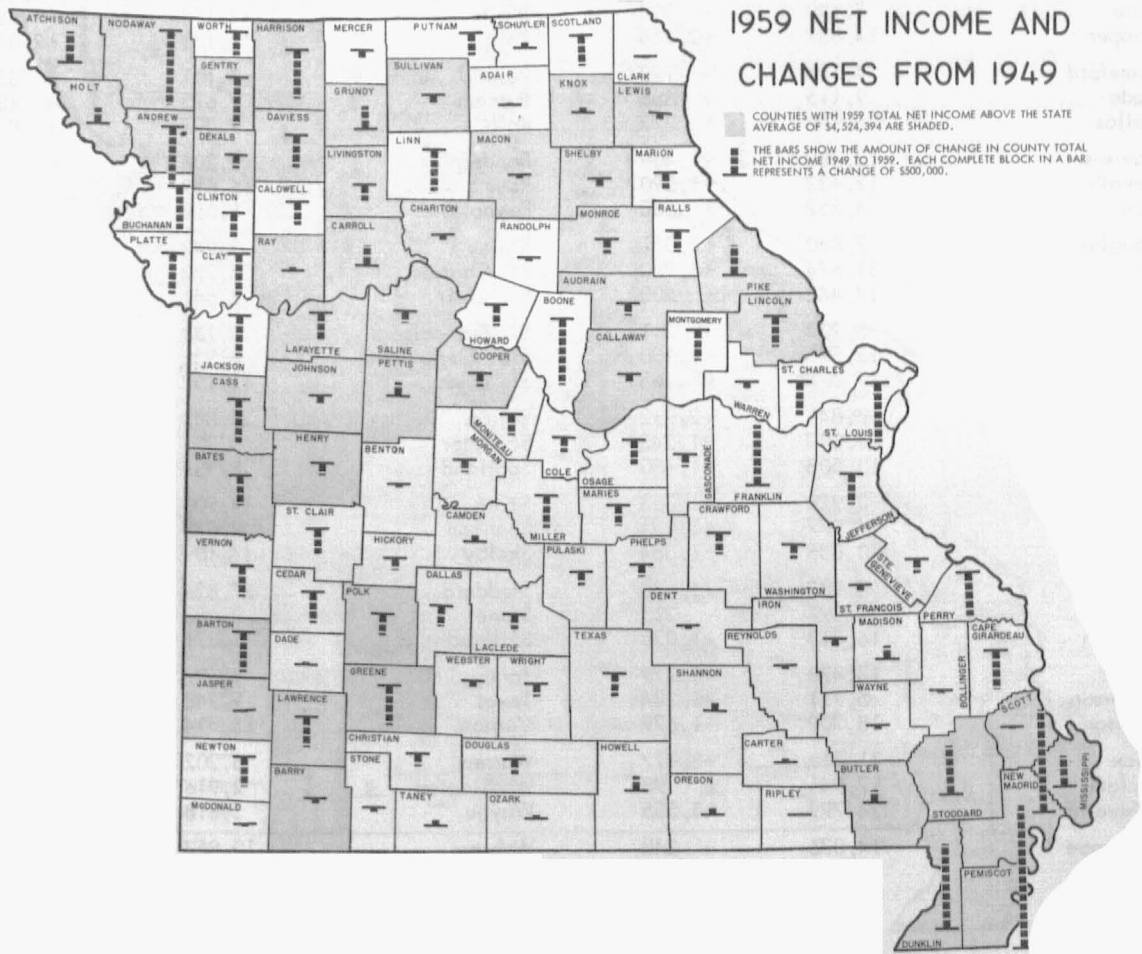 1959 NET INCOME AND
CHANGES FROM 1949
COUNTIES WITH 1959 TOTAL NET INCOME ABOVE THE STATE
AVERAGE OF $4,524,394 ARE SHADED.
THE BARS SHOW THE AMOUNT OF CHANGE IN COUNTY TOTAL
NET INCOME 1949 TO 1959. EACH COMPLETE BLOCK IN A BAR
REPRESENTS A CHANGE OF $500,000.
ATCHISON
NODAWAY
WORTH
HARRISON
MERCER
PUTNAM
SCHUYLER
SCOTLAND
CLARK
HOLT
GENTRY
GRUNDY
SULLIVAN
ADAIR
KNOX
LEWIS
ANDREW
DEKALB
DAVIESS
LIVINGSTON
LINN
MACON
SHELBY
MARION
BUCHANAN
CLINTON
CALDWELL
CHARITON
RANDOLPH
MONROE
RALLS
PLATTE
CLAY
RAY
CARROLL
AUDRAIN
PIKE
LINCOLN
JACKSON
LAFAYETTE
SALINE
HOWARD
BOONE
CALLAWAY
MONTGOMERY
CASS
JOHNSON
PETTIS
COOPER
WARREN
ST. CHARLES
ST. LOUIS
BATES
HENRY
BENTON
MORGAN
MONITEAU
COLE
OSAGE
GASCONADE
FRANKLIN
JEFFERSON
ST. CLAIR
CAMDEN
MILLER
MARIES
CRAWFORD
VERNON
HICKORY
PULASKI
PHELPS
WASHINGTON
ST. FRANCOIS
STE.
GENEVIEVE
CEDAR
POLK
DALLAS
LACLEDE
DENT
IRON
PERRY
BARTON
DADE
TEXAS
REYNOLDS
MADISON
BOLLINGER
CAPE
GIRARDEAU
JASPER
LAWRENCE
GREENE
WEBSTER
WRIGHT
SHANNON
WAYNE
SCOTT
NEWTON
CHRISTIAN
DOUGLAS
HOWELL
CARTER
BUTLER
STODDARD
NEW
MADRID
MISSISSIPPI
McDONALD
BARRY
STONE
TANEY
OZARK
OREGON
RIPLEY
PEMISCOT
DUNKLIN